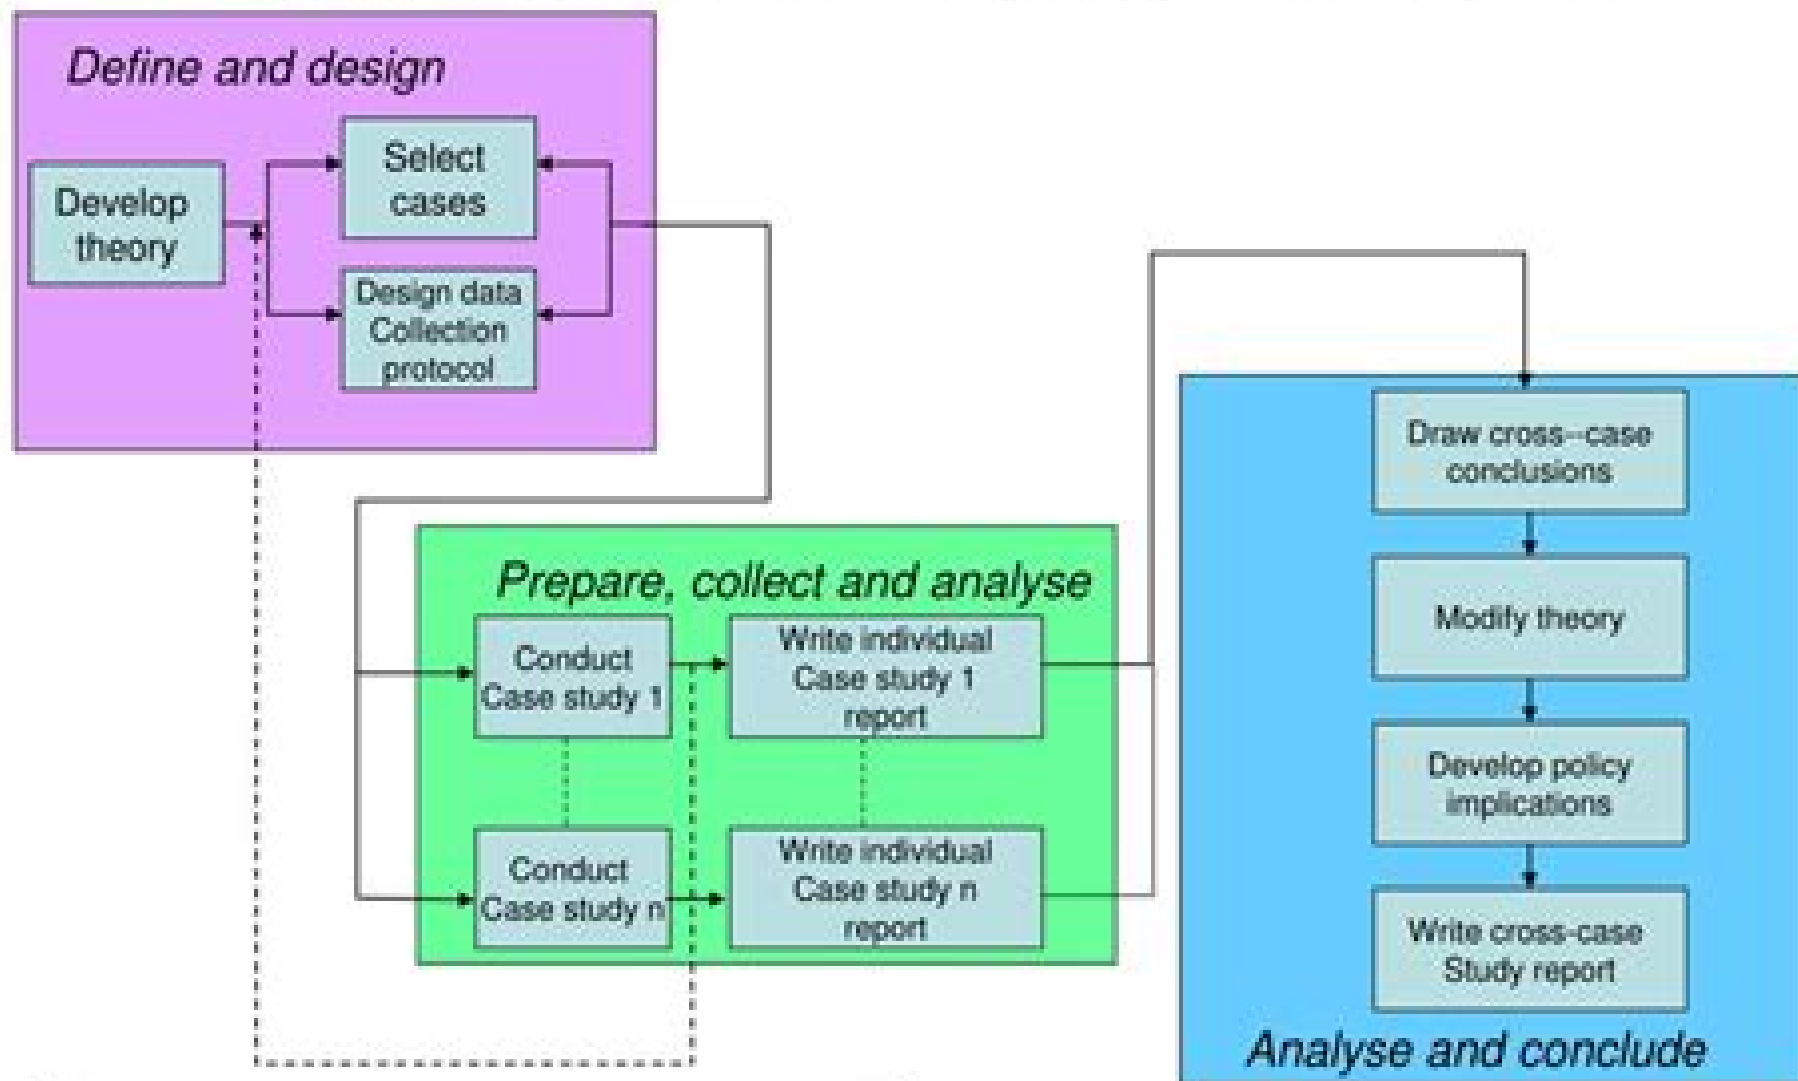 Define and design
Develop
theory
Select
cases
Design data
Collection
protocol
Prepare, collect and analyse
Conduct
Case study 1
Write individual
Case study 1
report
Conduct
Case study n
Write individual
Case study n
report
Draw cross--case
conclusions
Modify theory
Develop policy
implications
Write cross-case
Study report
Analyse and conclude